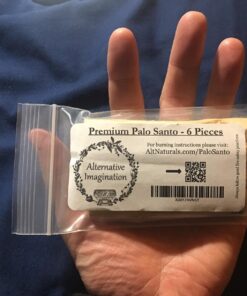 Premium Palo Santo - 6 Pieces
For burning instructions please visit:
AltNaturals.com/PaloSanto
Alternative
Imagination